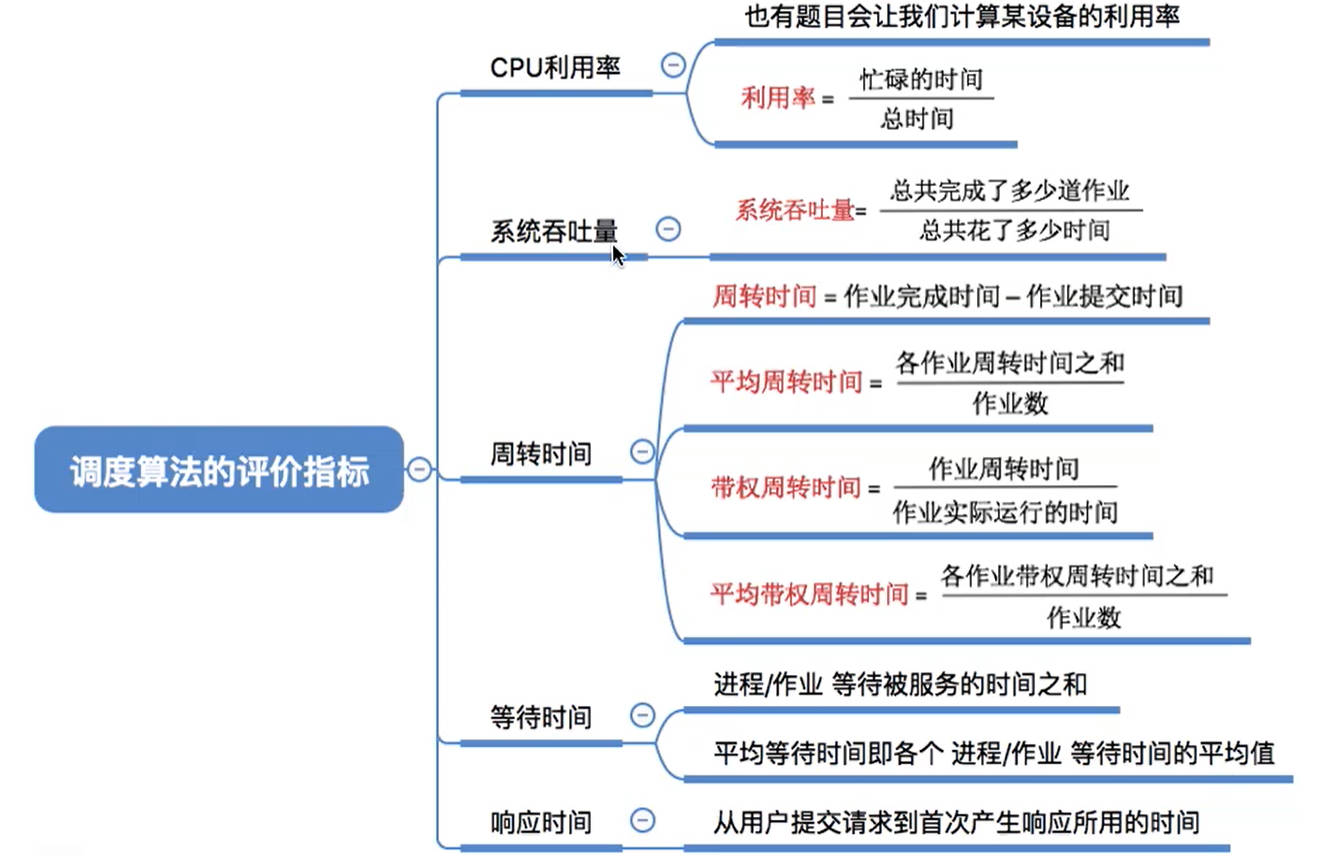 也有题目会让我们计算某设备的利用率
CPU利用率
利用率 = 忙碌的时间
总时间
系统吞吐量
系统吞吐量= 总共完成了多少道作业
总共花了多少时间
周转时间 = 作业完成时间 – 作业提交时间
平均周转时间 = 各作业周转时间之和
作业数
调度算法的评价指标
周转时间
带权周转时间 = 作业周转时间
作业实际运行的时间
平均带权周转时间 = 各作业带权周转时间之和
作业数
等待时间
进程/作业 等待被服务的时间之和
平均等待时间即各个 进程/作业 等待时间的平均值
响应时间
从用户提交请求到首次产生响应所用的时间